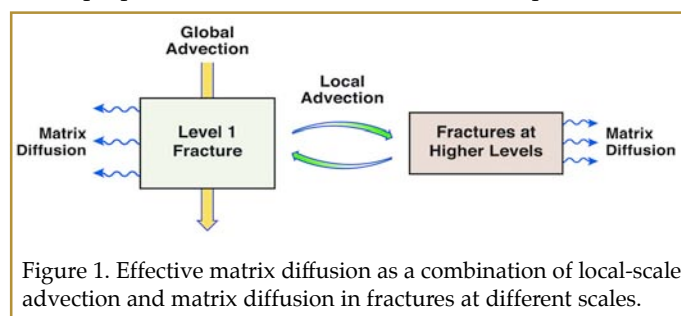 Global
Advection
Local
Advection
Matrix
Diffusion
Level 1
Fracture
Fractures at
Higher Levels
Matrix
Diffusion
Figure 1. Effective matrix diffusion as a combination of local-scale
advection and matrix diffusion in fractures at different scales.